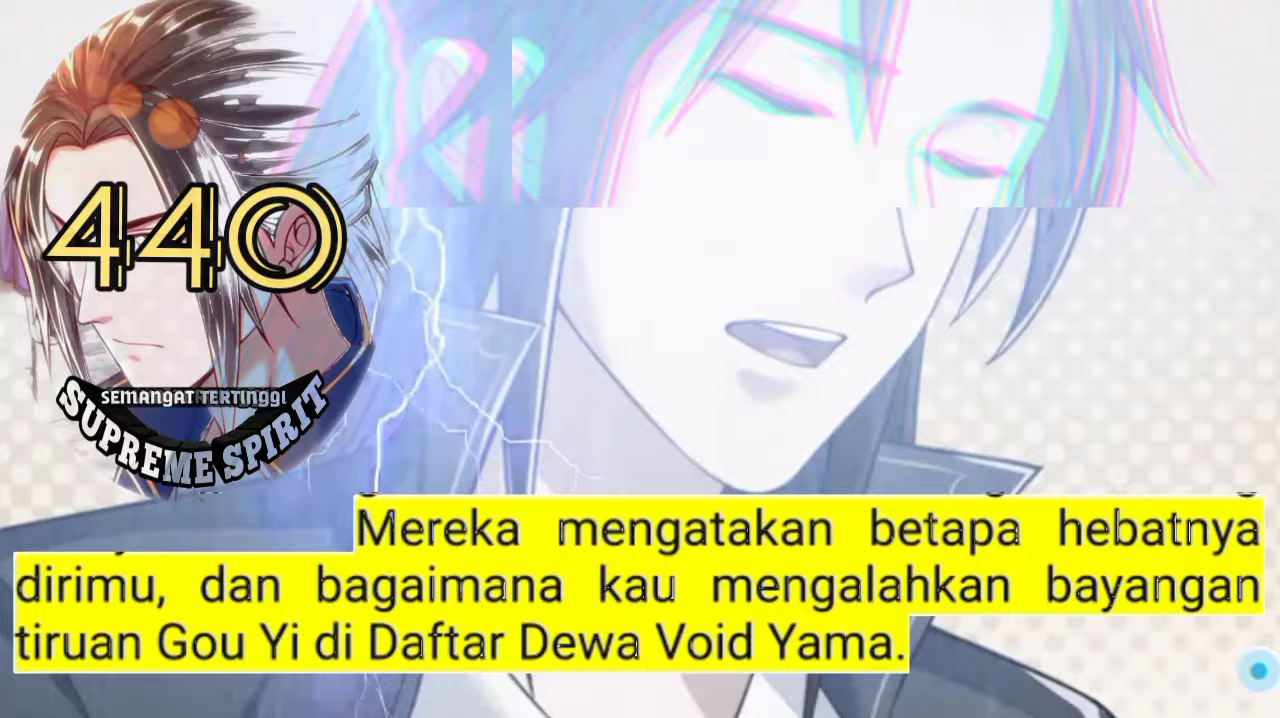 440
SEMANGAT TERTINGGI
SUPREME SPIRIT
Mereka mengatakan betapa hebatnya
dirimu, dan bagaimana kau mengalahkan bayangan
tiruan Gou Yi di Daftar Dewa Void Yama.